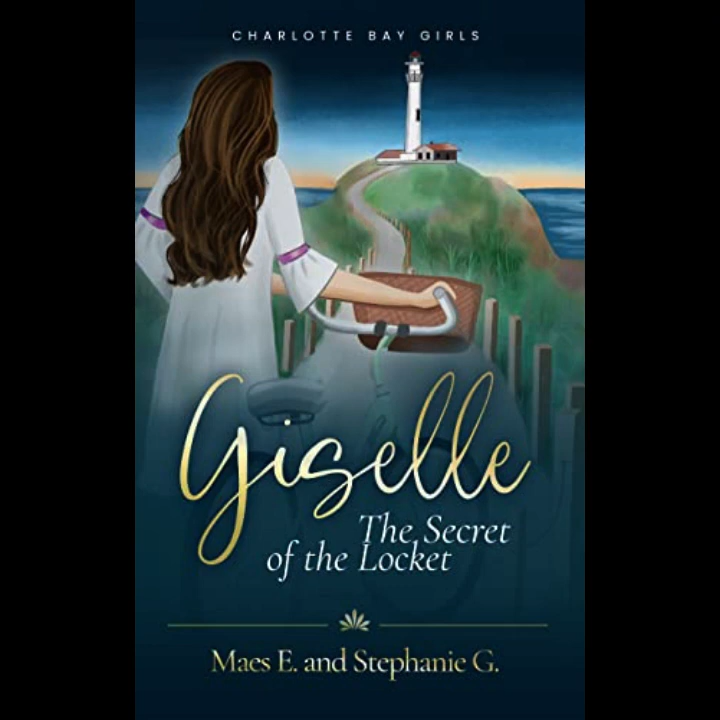 CHARLOTTE BAY GIRLS
Giselle
The Secret
of the Locket
Maes E. and Stephanie G.